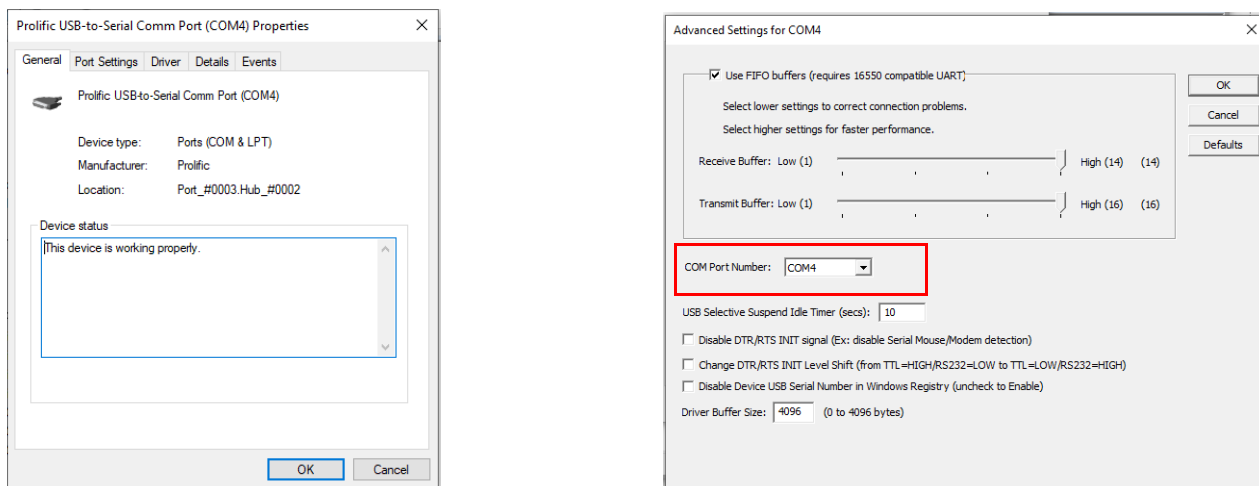 Prolific USB-to-Serial Comm Port (COM4) Properties
General Port Settings Driver Details Events
Prolific USB-to-Serial Comm Port (COM4)
Device type: Ports (COM & LPT)
Manufacturer: Prolific
Location: Port_#0003.Hub_#0002
Device status
This device is working properly.
OK Cancel
Advanced Settings for COM4
Use FIFO buffers (requires 16550 compatible UART)
OK
Select lower settings to correct connection problems.
Cancel
Select higher settings for faster performance.
Defaults
Receive Buffer: Low (1) High (14) (14)
Transmit Buffer: Low (1) High (16) (16)
COM Port Number: COM4
USB Selective Suspend Idle Timer (secs): 10
Disable DTR/RTS INIT signal (Ex: disable Serial Mouse/Modem detection)
Change DTR/RTS INIT Level Shift (from TTL=HIGH/RS232=LOW to TTL=LOW/RS232=HIGH)
Disable Device USB Serial Number in Windows Registry (uncheck to Enable)
Driver Buffer Size: 4096 (0 to 4096 bytes)